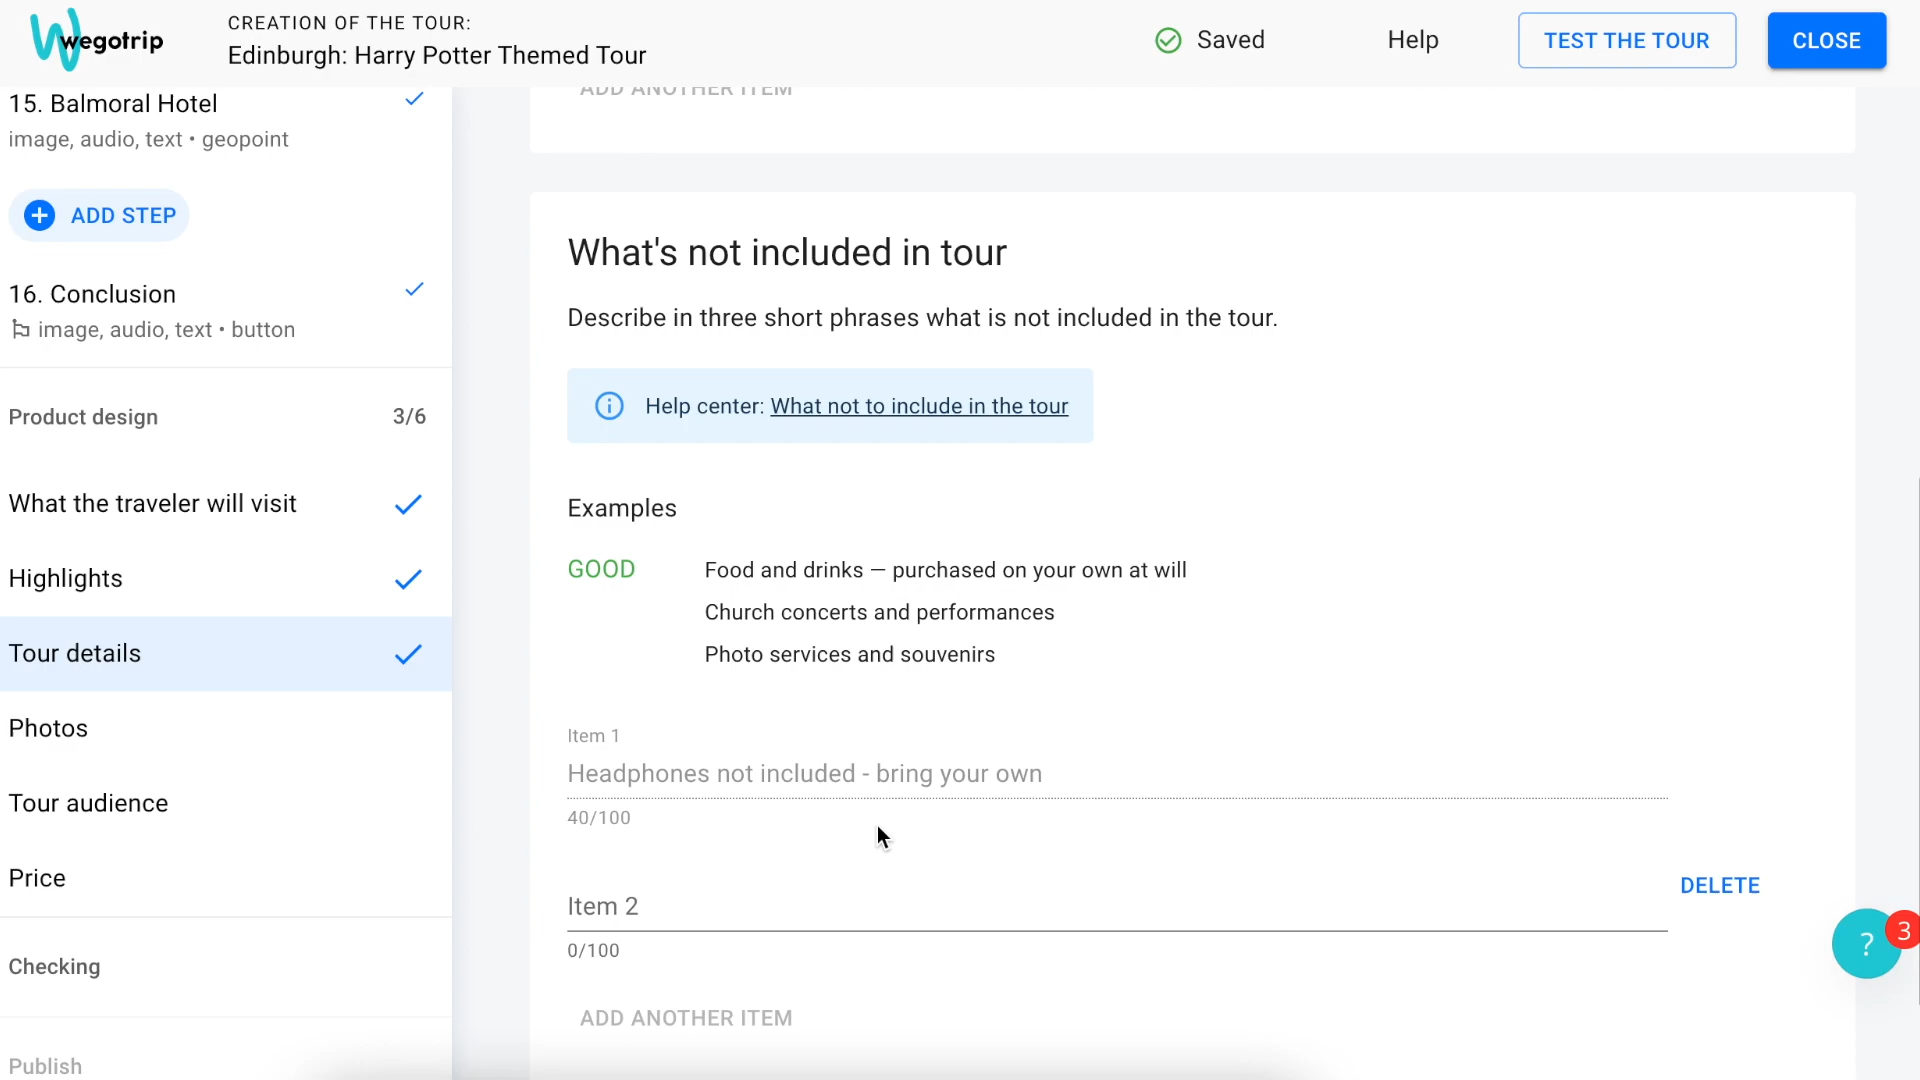 wegotrip
CREATION OF THE TOUR:
Edinburgh: Harry Potter Themed Tour
Saved
Help
TEST THE TOUR
CLOSE
15. Balmoral Hotel
image, audio, text • geopoint
ADD STEP
16. Conclusion
image, audio, text • button
Product design 3/6
What the traveler will visit
Highlights
Tour details
Photos
Tour audience
Price
Checking
Publish
ADD ANOTHER ITEM
What's not included in tour
Describe in three short phrases what is not included in the tour.
Help center: What not to include in the tour
Examples
GOOD
Food and drinks — purchased on your own at will
Church concerts and performances
Photo services and souvenirs
Item 1
Headphones not included - bring your own
40/100
Item 2
DELETE
0/100
ADD ANOTHER ITEM
?
3